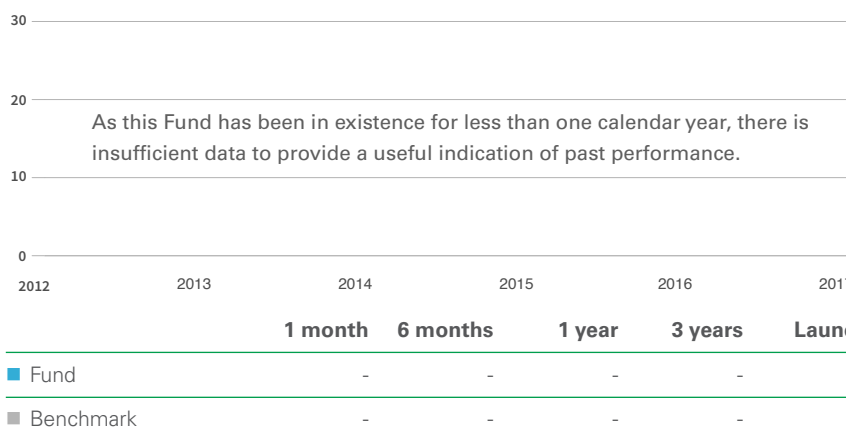 30
20
As this Fund has been in existence for less than one calendar year, there is
insufficient data to provide a useful indication of past performance.
10
0
2012 2013 2014 2015 2016 2017
1 month 6 months 1 year 3 years
Fund - - - -
Benchmark - - - -